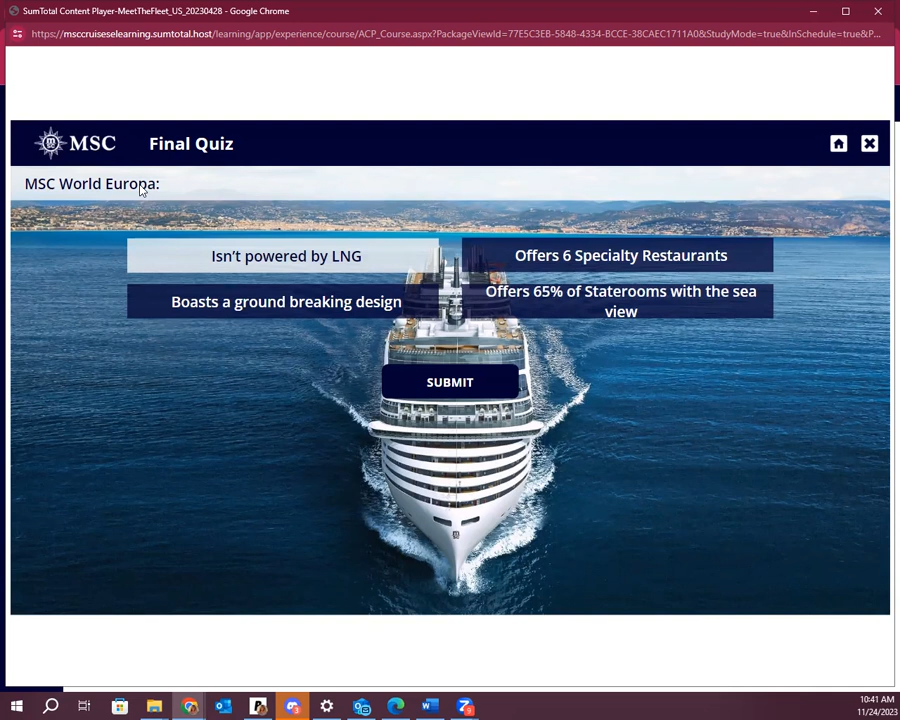 SumTotal Content Player-MeetTheFleet_US_20230428 - Google Chrome
https://msccruiseselearning.sumtotal.host/learning/app/experience/course/ACP_Course.aspx?PackageViewId=77E5C3EB-5848-4334-BCCE-38CAEC1711A0&StudyMode=true&InSchedule=true&P...
MSC Final Quiz
MSC World Europa:
Isn't powered by LNG
Offers 6 Specialty Restaurants
Boasts a ground breaking design
Offers 65% of Staterooms with the sea
view
SUBMIT
10:41 AM
11/24/2023